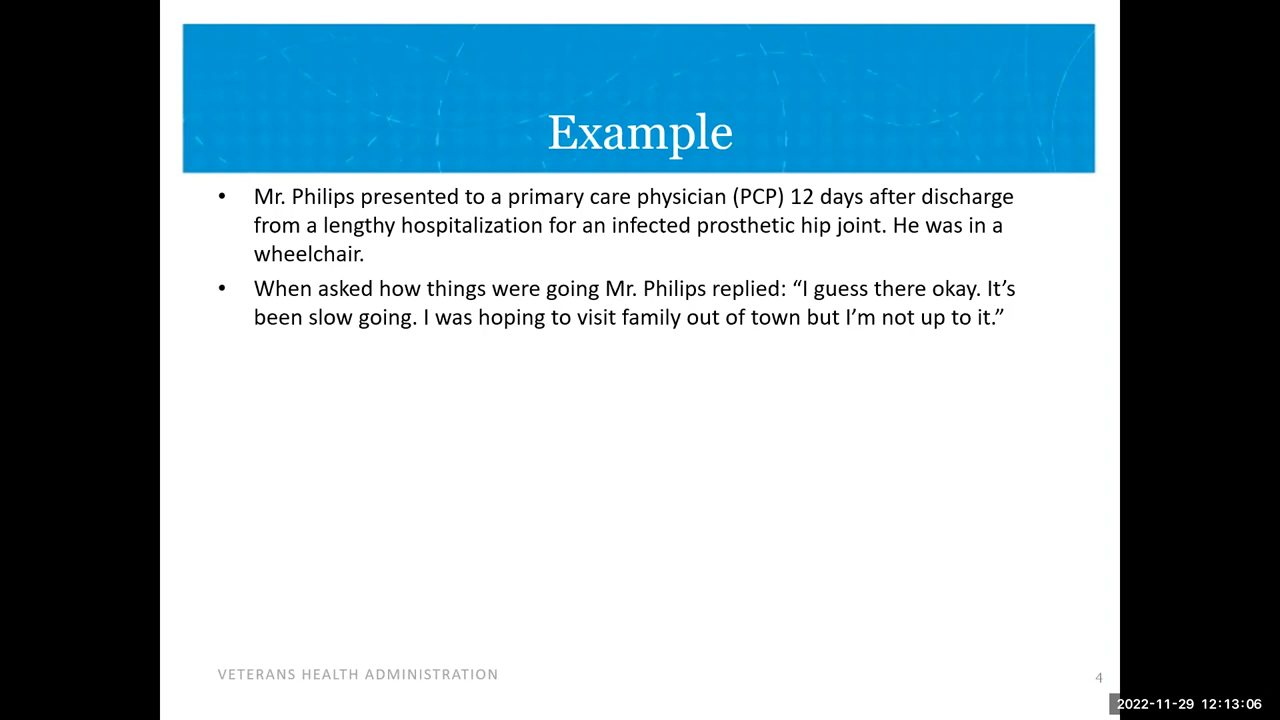 Example
• Mr. Philips presented to a primary care physician (PCP) 12 days after discharge
from a lengthy hospitalization for an infected prosthetic hip joint. He was in a
wheelchair.
• When asked how things were going Mr. Philips replied: “I guess there okay. It’s
been slow going. I was hoping to visit family out of town but I’m not up to it.”
VETERANS HEALTH ADMINISTRATION
4
2022-11-29 12:13:06